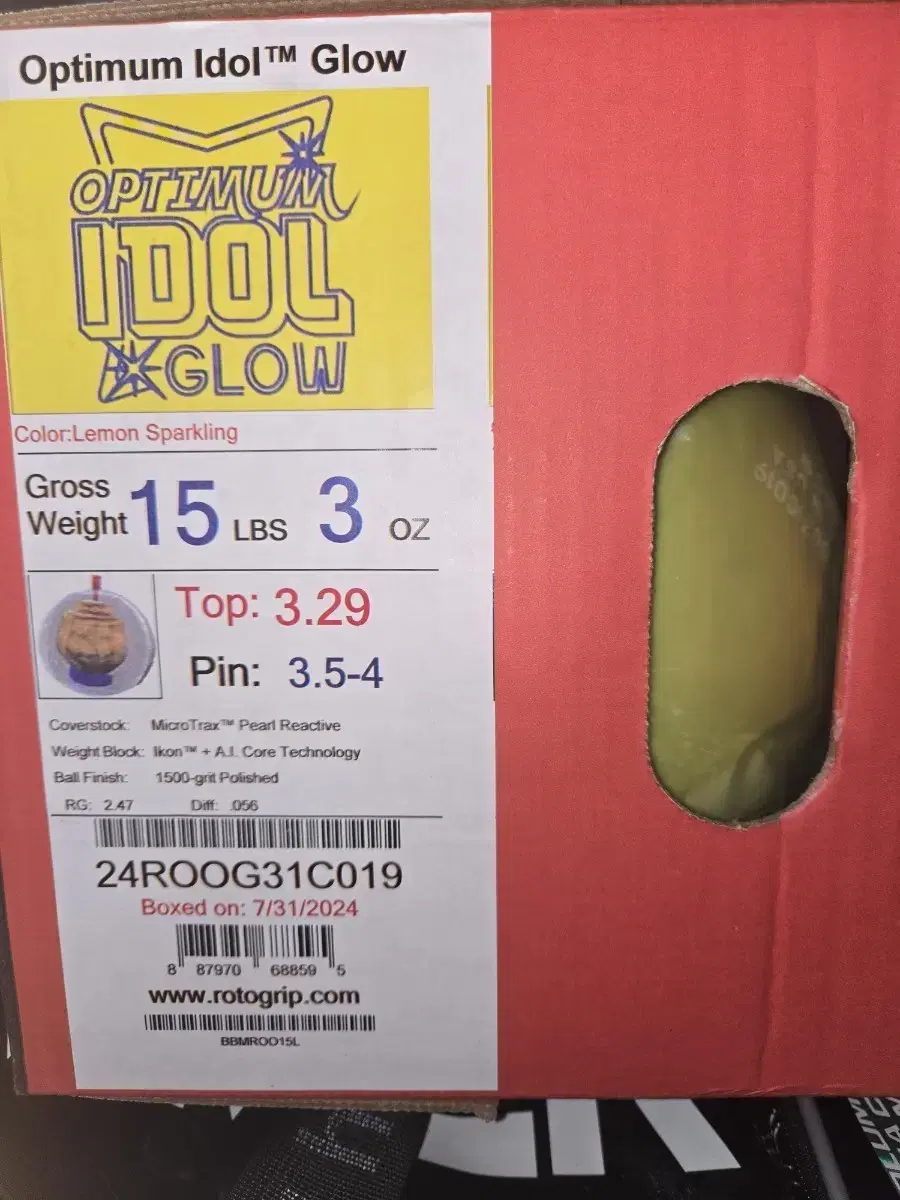 Optimum Idol™ Glow
OPTIMUM
IDOL
GLOW
Color:Lemon Sparkling
Gross Weight 15 LBS 3 OZ
Top: 3.29
Pin: 3.5-4
Coverstock: MicroTrax™ Pearl Reactive
Weight Block: Ikon™ + A.I. Core Technology
Ball Finish: 1500-grit Polished
RG: 2.47 Diff: .056
24ROOG31C019
Boxed on: 7/31/2024
8 87970 68859 5
www.rotogrip.com
BBMROO15L